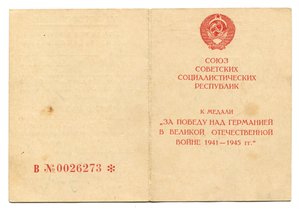 СОЮЗ
СОВЕТСКИХ
СОЦИАЛИСТИЧЕСКИХ
РЕСПУБЛИК
К МЕДАЛИ
„ЗА ПОБЕДУ НАД ГЕРМАНИЕЙ
В ВЕЛИКОЙ ОТЕЧЕСТВЕННОЙ
ВОЙНЕ 1941—1945 гг."
В №0026273 *